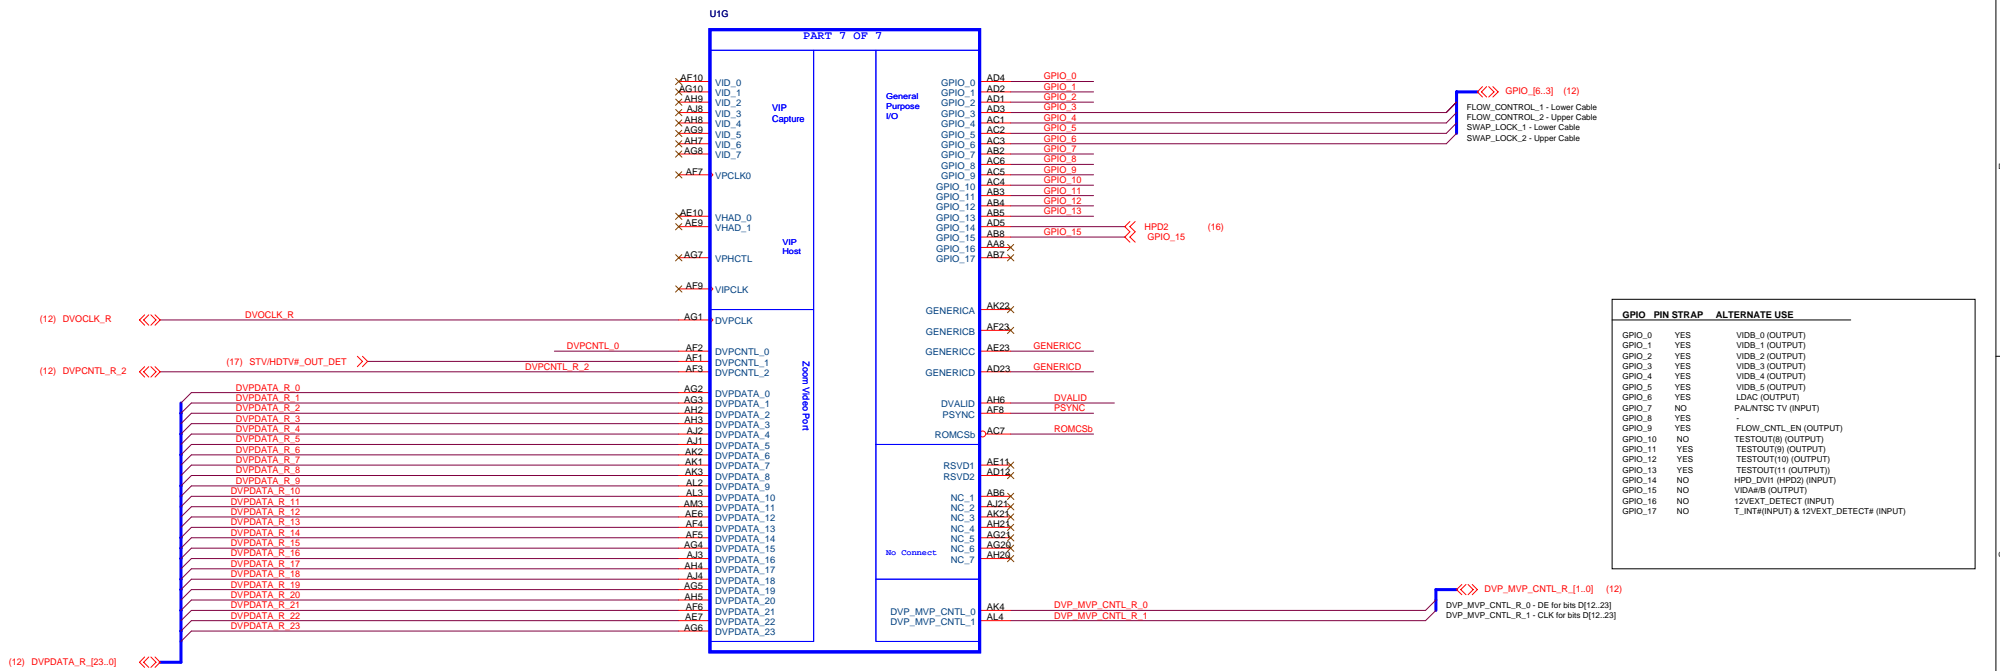 U1G
PART 7 OF 7
VIP
Capture
VIP
Host
Zoom Video Port
General
Purpose
I/O
No Connect
AF10 VID_0
AG10 VID_1
AH9 VID_2
AJ8 VID_3
AH8 VID_4
AG9 VID_5
AH7 VID_6
AG8 VID_7
AF7 VPCLK0
AE10 VHAD_0
AE9 VHAD_1
AG7 VPHCTL
AF9 VIPCLK
(12) DVOCLK_R DVOCLK_R AG1 DVPCLK
DVPCNTL_0 AF2 DVPCNTL_0
(17) STV/HDTV#_OUT_DET AF1 DVPCNTL_1
(12) DVPCNTL_R_2 DVPCNTL_R_2 AF3 DVPCNTL_2
DVPDATA_R_0 AG2 DVPDATA_0
DVPDATA_R_1 AG3 DVPDATA_1
DVPDATA_R_2 AH2 DVPDATA_2
DVPDATA_R_3 AH3 DVPDATA_3
DVPDATA_R_4 AJ2 DVPDATA_4
DVPDATA_R_5 AJ1 DVPDATA_5
DVPDATA_R_6 AK2 DVPDATA_6
DVPDATA_R_7 AK1 DVPDATA_7
DVPDATA_R_8 AK3 DVPDATA_8
DVPDATA_R_9 AL2 DVPDATA_9
DVPDATA_R_10 AL3 DVPDATA_10
DVPDATA_R_11 AM3 DVPDATA_11
DVPDATA_R_12 AE6 DVPDATA_12
DVPDATA_R_13 AF4 DVPDATA_13
DVPDATA_R_14 AF5 DVPDATA_14
DVPDATA_R_15 AG4 DVPDATA_15
DVPDATA_R_16 AJ3 DVPDATA_16
DVPDATA_R_17 AH4 DVPDATA_17
DVPDATA_R_18 AJ4 DVPDATA_18
DVPDATA_R_19 AG5 DVPDATA_19
DVPDATA_R_20 AH5 DVPDATA_20
DVPDATA_R_21 AF6 DVPDATA_21
DVPDATA_R_22 AE7 DVPDATA_22
DVPDATA_R_23 AG6 DVPDATA_23
(12) DVPDATA_R_[23..0]
GPIO_0 AD4 GPIO_0
GPIO_1 AD2 GPIO_1
GPIO_2 AD1 GPIO_2
GPIO_3 AD3 GPIO_3
GPIO_4 AC1 GPIO_4
GPIO_5 AC2 GPIO_5
GPIO_6 AC3 GPIO_6
GPIO_7 AB2 GPIO_7
GPIO_8 AC6 GPIO_8
GPIO_9 AC5 GPIO_9
GPIO_10 AC4 GPIO_10
GPIO_11 AB3 GPIO_11
GPIO_12 AB4 GPIO_12
GPIO_13 AB5 GPIO_13
GPIO_14 AD5 HPD2 (16)
GPIO_15 AB8 GPIO_15 GPIO_15
GPIO_16 AA8
GPIO_17 AB7
GENERICA AK22
GENERICB AF23
GENERICC AE23 GENERICC
GENERICD AD23 GENERICD
DVALID AH6 DVALID
PSYNC AF8 PSYNC
ROMCSb AC7 ROMCSb
RSVD1 AE11
RSVD2 AD12
NC_1 AB6
NC_2 AJ21
NC_3 AK21
NC_4 AH21
NC_5 AG21
NC_6 AG20
NC_7 AH20
DVP_MVP_CNTL_0 AK4 DVP_MVP_CNTL_R_0
DVP_MVP_CNTL_1 AL4 DVP_MVP_CNTL_R_1
GPIO_[6..3] (12)
FLOW_CONTROL_1 - Lower Cable
FLOW_CONTROL_2 - Upper Cable
SWAP_LOCK_1 - Lower Cable
SWAP_LOCK_2 - Upper Cable
GPIO PIN STRAP ALTERNATE USE
GPIO_0 YES VIDB_0 (OUTPUT)
GPIO_1 YES VIDB_1 (OUTPUT)
GPIO_2 YES VIDB_2 (OUTPUT)
GPIO_3 YES VIDB_3 (OUTPUT)
GPIO_4 YES VIDB_4 (OUTPUT)
GPIO_5 YES VIDB_5 (OUTPUT)
GPIO_6 YES LDAC (OUTPUT)
GPIO_7 NO PAL/NTSC TV (INPUT)
GPIO_8 YES -
GPIO_9 YES FLOW_CNTL_EN (OUTPUT)
GPIO_10 NO TESTOUT(8) (OUTPUT)
GPIO_11 YES TESTOUT(9) (OUTPUT)
GPIO_12 YES TESTOUT(10) (OUTPUT)
GPIO_13 YES TESTOUT(11 (OUTPUT))
GPIO_14 NO HPD_DVI1 (HPD2) (INPUT)
GPIO_15 NO VIDA#/B (OUTPUT)
GPIO_16 NO 12VEXT_DETECT (INPUT)
GPIO_17 NO T_INT#(INPUT) & 12VEXT_DETECT# (INPUT)
DVP_MVP_CNTL_R_[1..0] (12)
DVP_MVP_CNTL_R_0 - DE for bits D[12..23]
DVP_MVP_CNTL_R_1 - CLK for bits D[12..23]